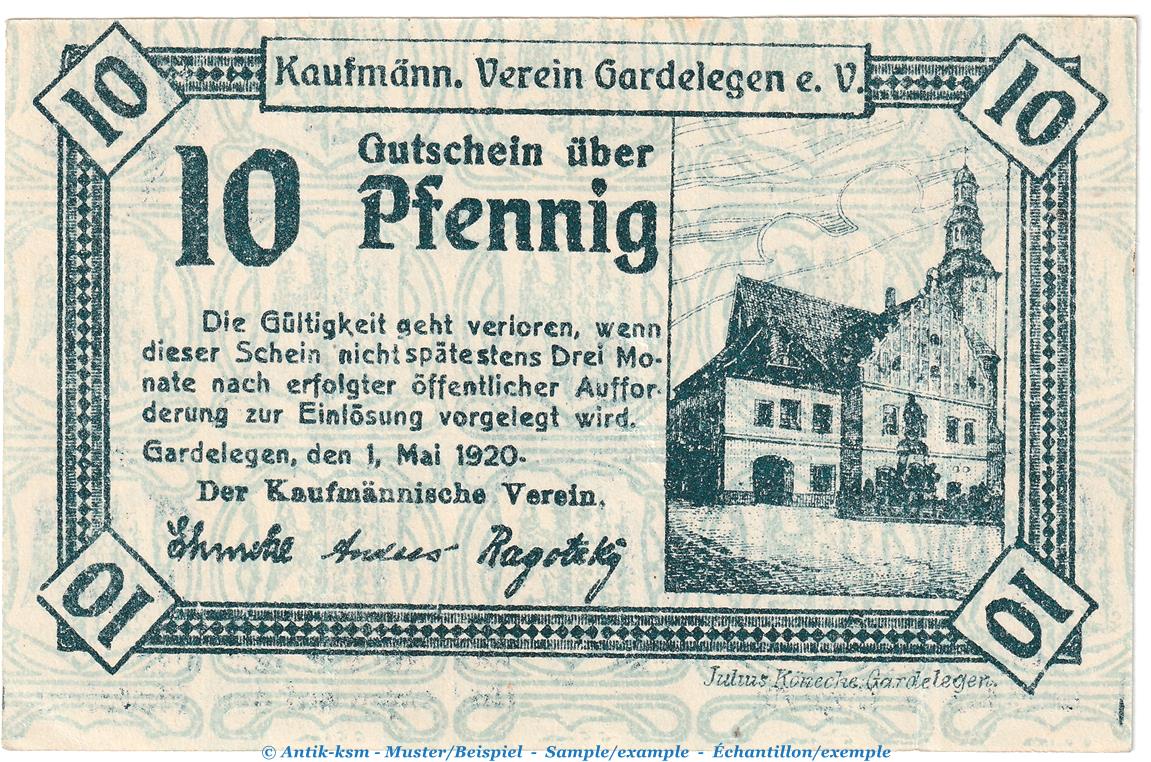 Kaufmänn. Verein Gardelegen e. V.
10
10
10
Gutschein über
Pfennig
Die Gültigkeit geht verloren, wenn
dieser Schein nicht spätestens Drei Mo-
nate nach erfolgter öffentlicher Auffor-
derung zur Einlösung vorgelegt wird.
Gardelegen, den 1. Mai 1920.
Der Kaufmännische Verein.
Ragotzky
10
10
Julius Könecke, Gardelegen.
© Antik-ksm - Muster/Beispiel - Sample/example - Échantillon/exemple